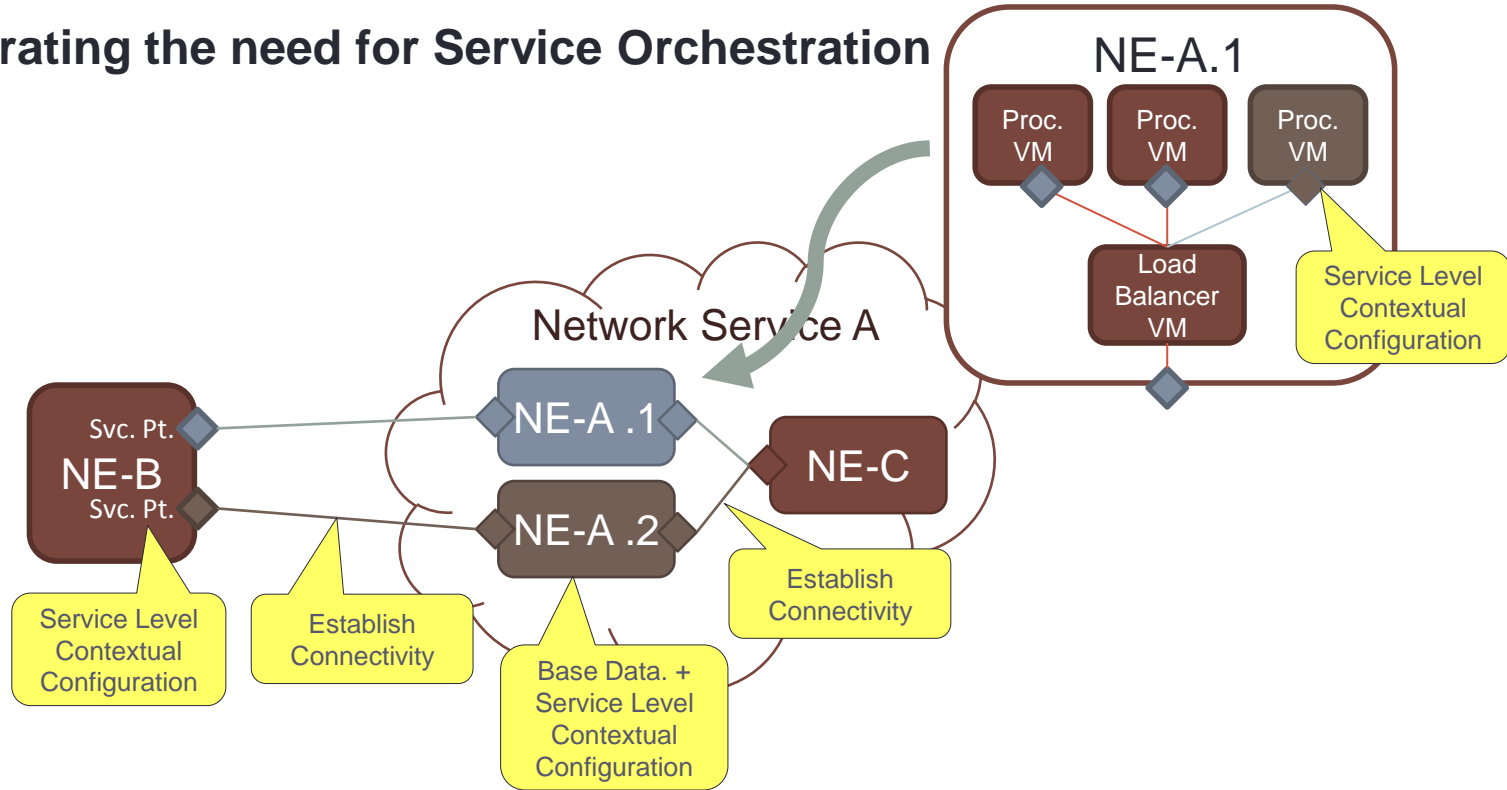 rating the need for Service Orchestration
NE-A.1
Proc.
VM
Proc.
VM
Proc.
VM
Load
Balancer
VM
Service Level
Contextual
Configuration
Network Service A
Svc. Pt.
NE-B
Svc. Pt.
NE-A .1
NE-A .2
NE-C
Establish
Connectivity
Service Level
Contextual
Configuration
Establish
Connectivity
Base Data. +
Service Level
Contextual
Configuration